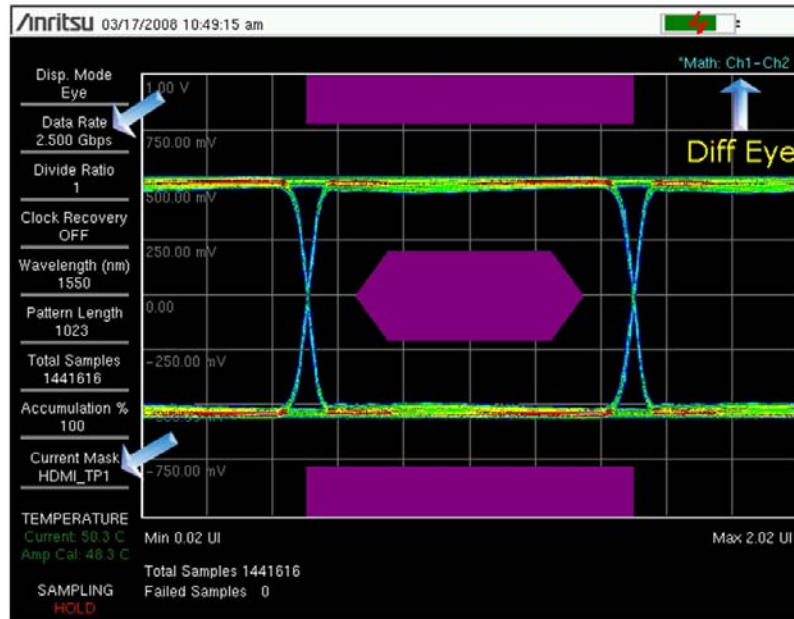 Anritsu 03/17/2008 10:49:15 am
*Math: Ch1-Ch2
Diff Eye
Disp. Mode
Eye
Data Rate
2.500 Gbps
Divide Ratio
1
Clock Recovery
OFF
Wavelength (nm)
1550
Pattern Length
1023
Total Samples
1441616
Accumulation %
100
Current Mask
HDMI_TP1
TEMPERATURE
Current: 50.3 C
Amp Cal: 48.3 C
SAMPLING
HOLD
1.00 V
750.00 mV
500.00 mV
250.00 mV
0.00
-250.00 mV
-750.00 mV
Min 0.02 UI
Max 2.02 UI
Total Samples 1441616
Failed Samples 0